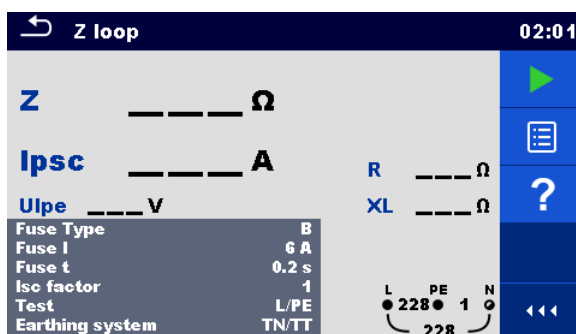 Z loop 02:01
Z ___ Ω
Ipsc ___ A
R ___ Ω
Ulpe ___ V
XL ___ Ω
?
Fuse Type B
Fuse I 6 A
Fuse t 0.2 s
Isc factor 1
Test L/PE
Earthing system TN/TT
L PE N
228 1
228